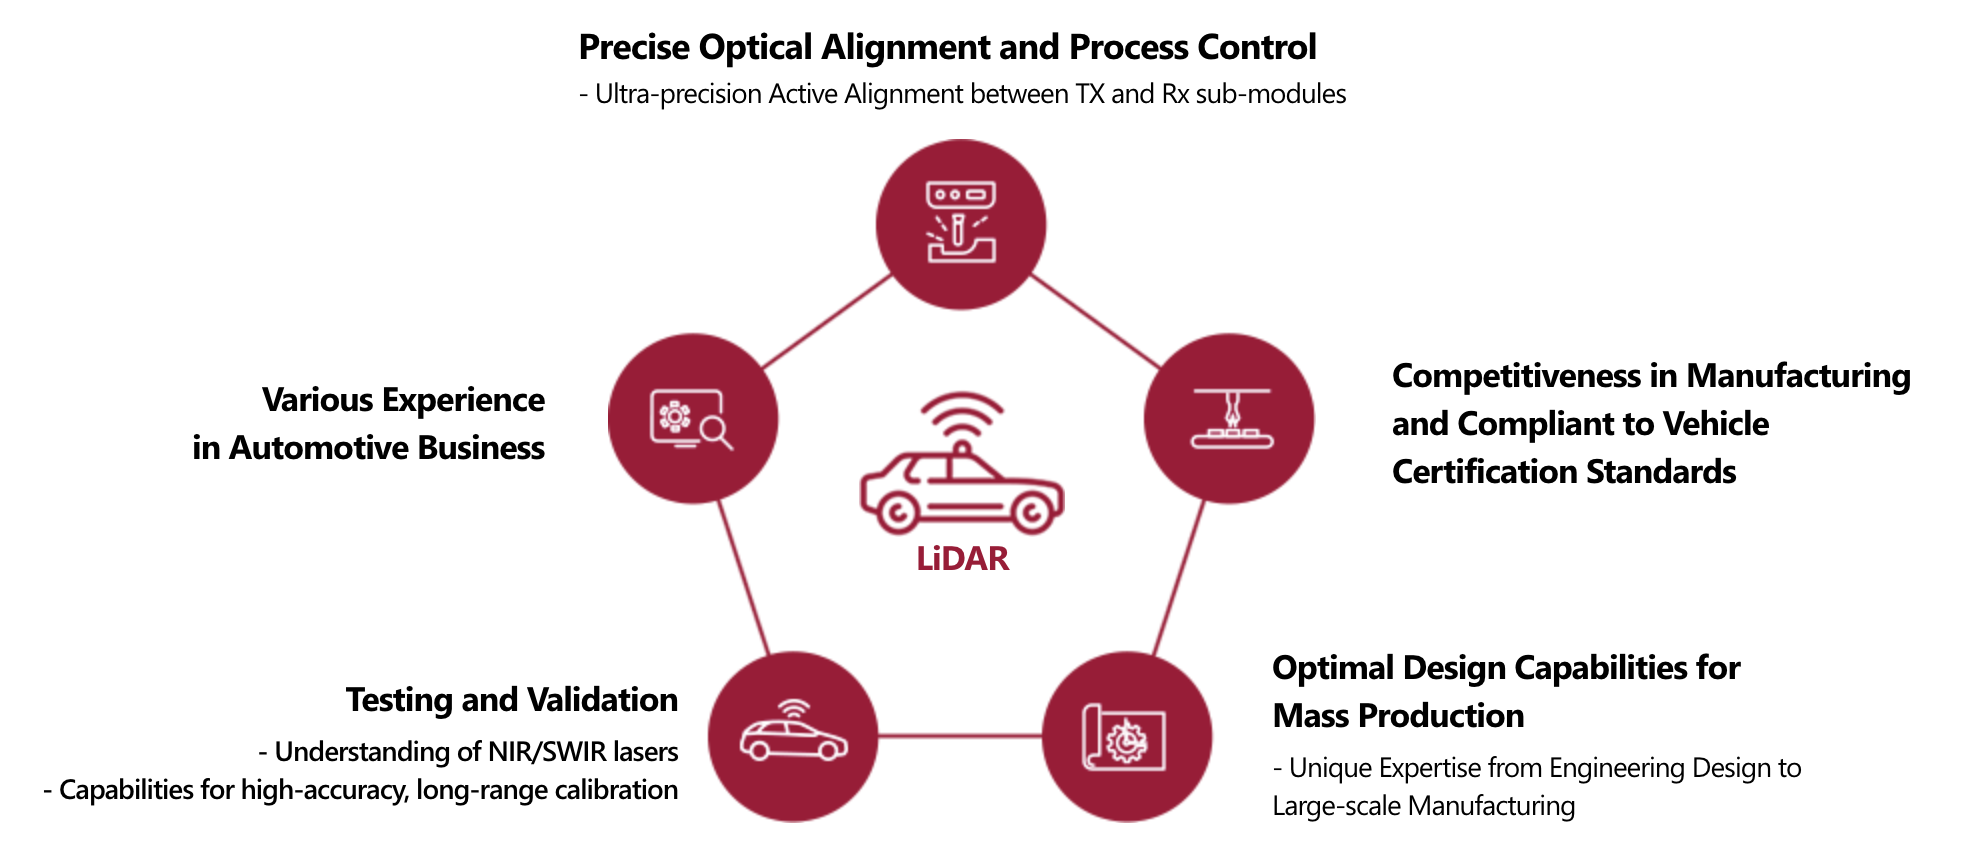 Precise Optical Alignment and Process Control
- Ultra-precision Active Alignment between TX and Rx sub-modules
Various Experience
in Automotive Business
Competitiveness in Manufacturing
and Compliant to Vehicle
Certification Standards
LiDAR
Testing and Validation
- Understanding of NIR/SWIR lasers
- Capabilities for high-accuracy, long-range calibration
Optimal Design Capabilities for
Mass Production
- Unique Expertise from Engineering Design to
Large-scale Manufacturing